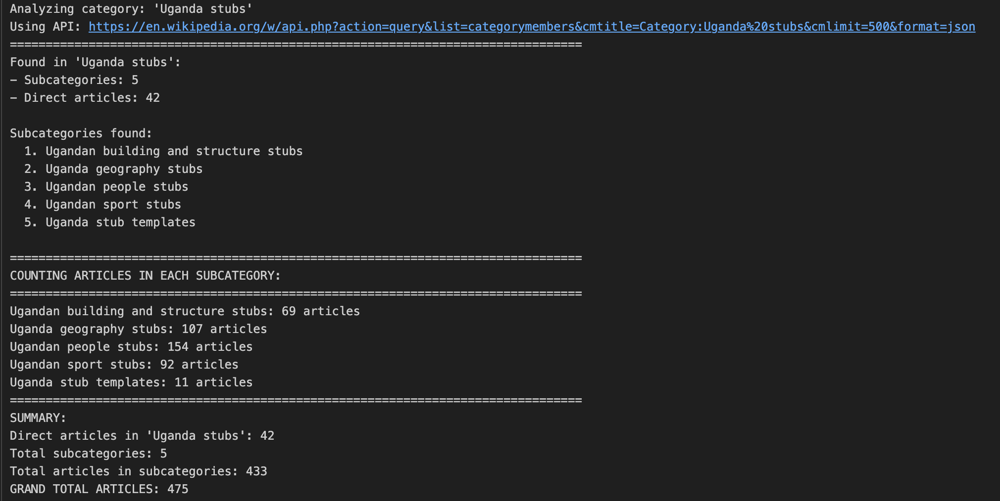 Analyzing category: 'Uganda stubs'
Using API: https://en.wikipedia.org/w/api.php?action=query&list=categorymembers&cmtitle=Category:Uganda%20stubs&cmlimit=500&format=json
================================================================================
Found in 'Uganda stubs':
- Subcategories: 5
- Direct articles: 42
Subcategories found:
1. Ugandan building and structure stubs
2. Uganda geography stubs
3. Ugandan people stubs
4. Ugandan sport stubs
5. Uganda stub templates
================================================================================
COUNTING ARTICLES IN EACH SUBCATEGORY:
================================================================================
Ugandan building and structure stubs: 69 articles
Uganda geography stubs: 107 articles
Ugandan people stubs: 154 articles
Ugandan sport stubs: 92 articles
Uganda stub templates: 11 articles
================================================================================
SUMMARY:
Direct articles in 'Uganda stubs': 42
Total subcategories: 5
Total articles in subcategories: 433
GRAND TOTAL ARTICLES: 475